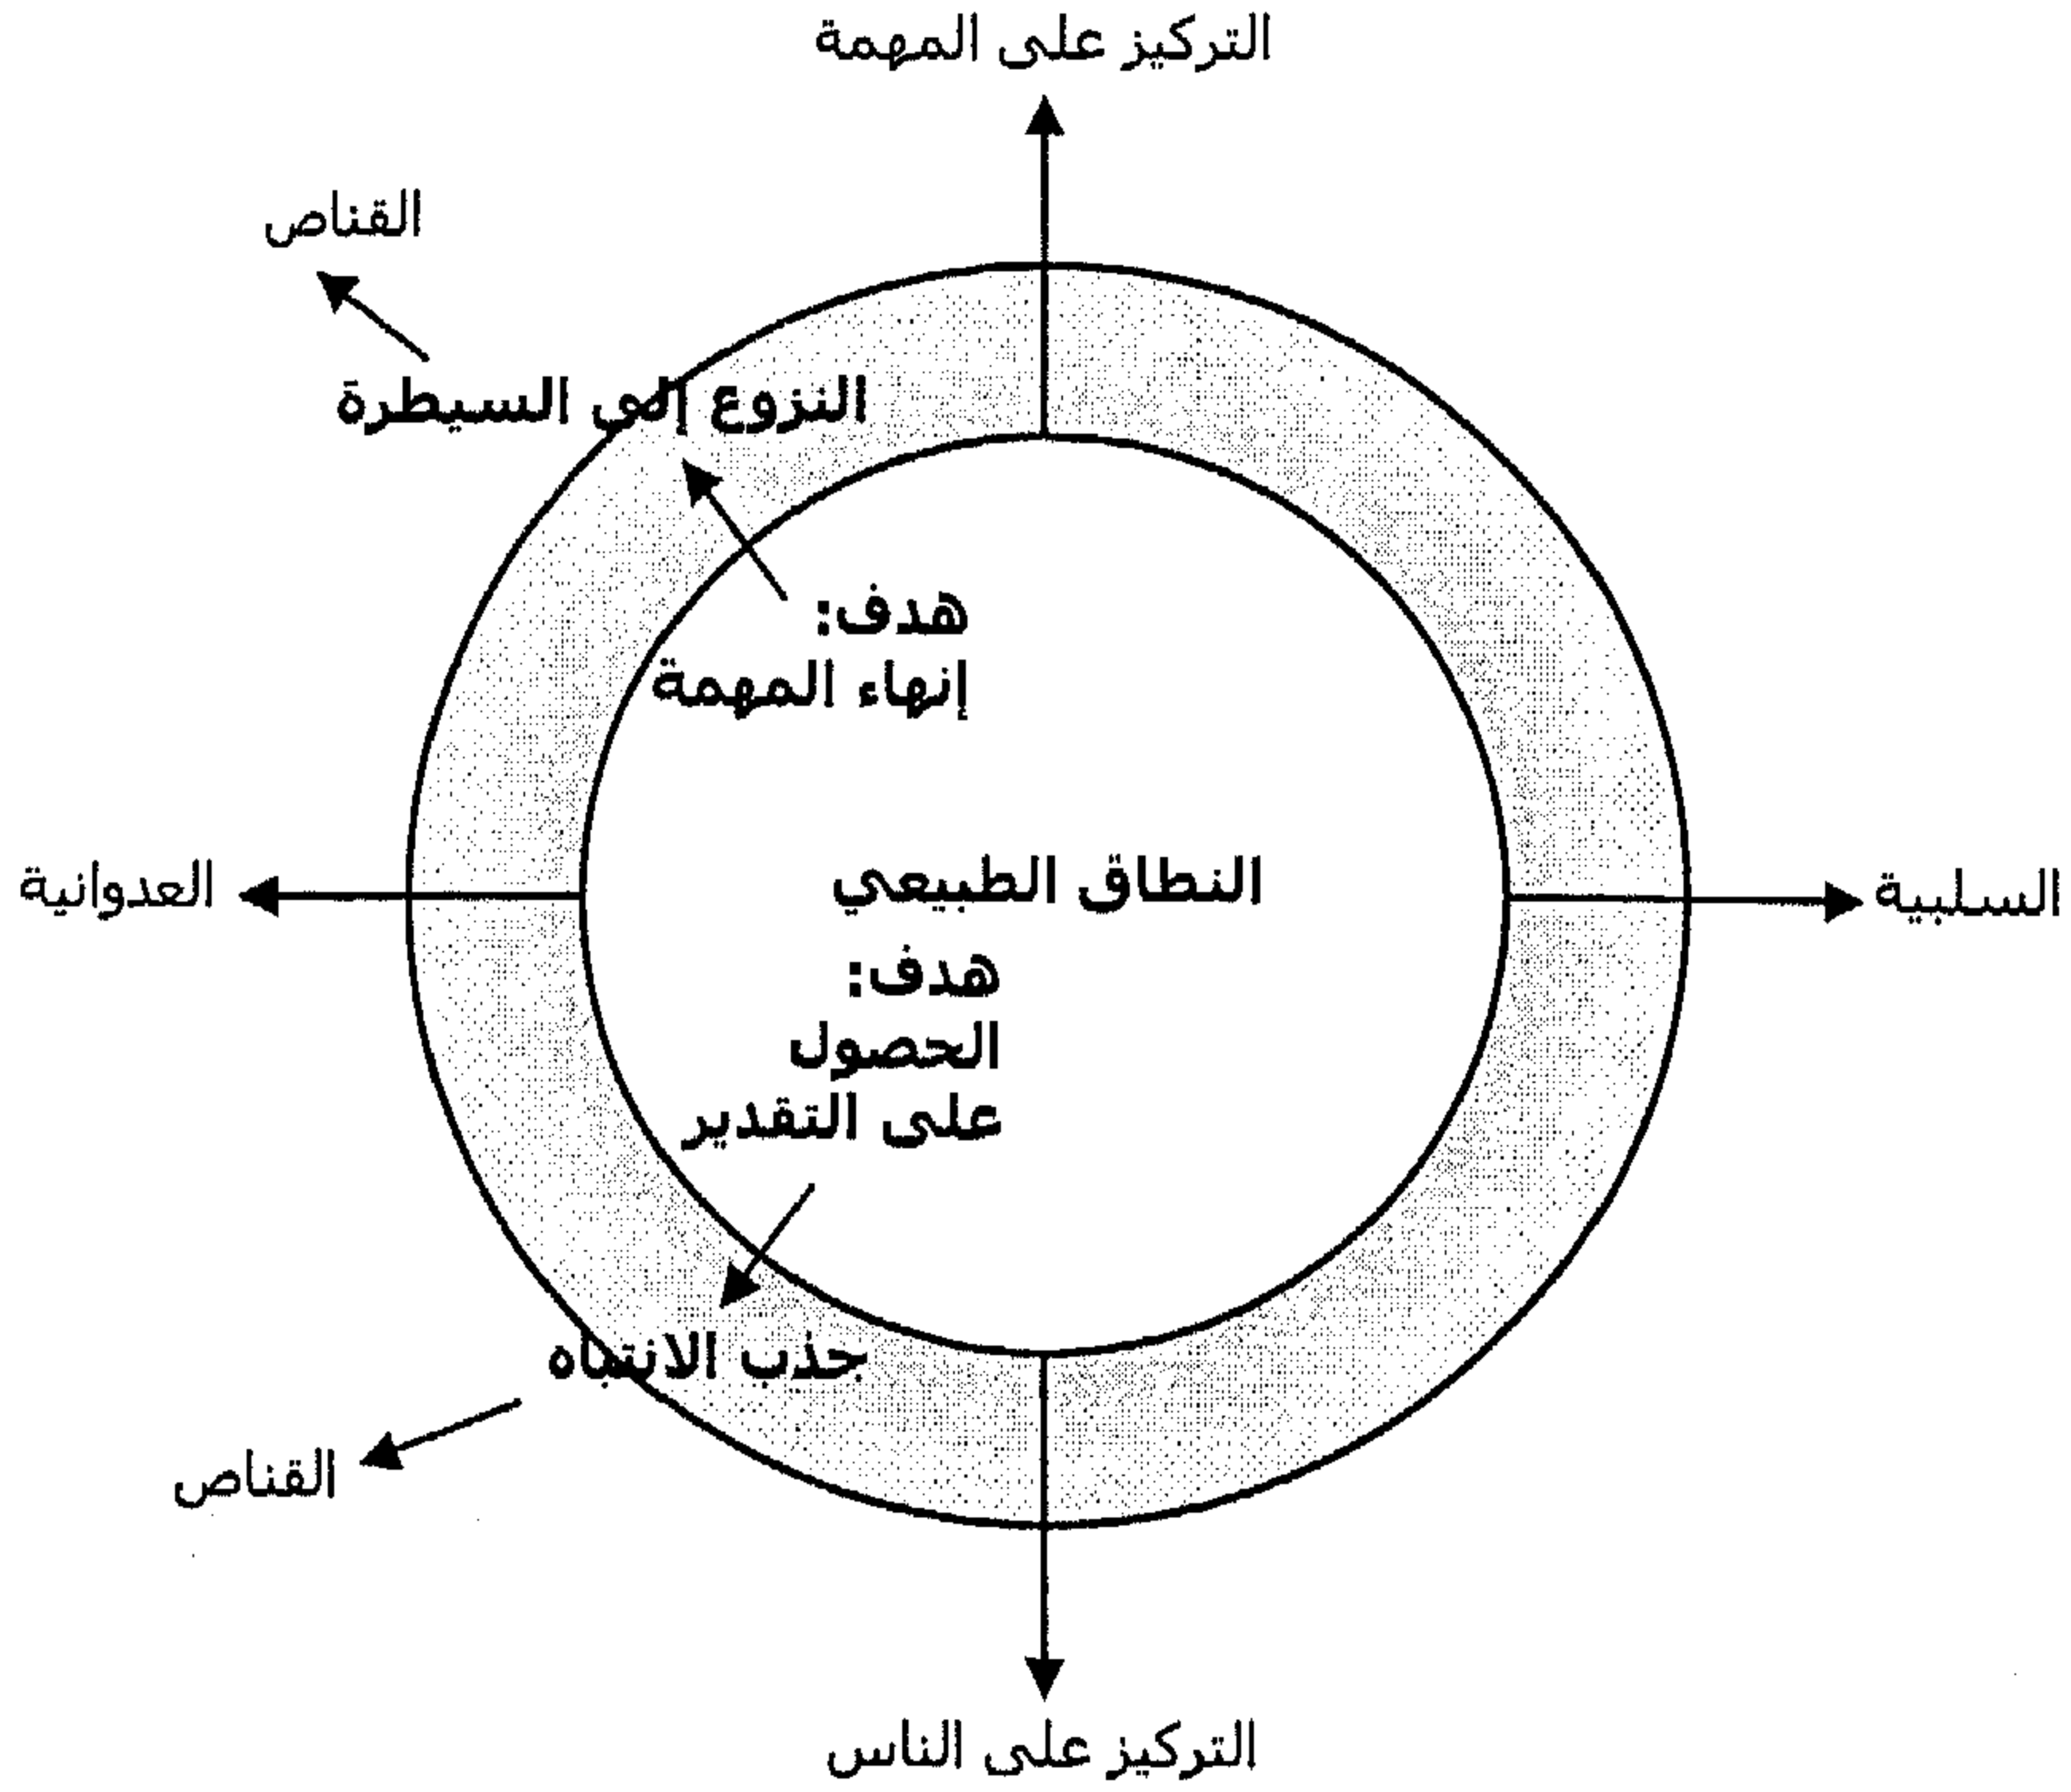 التركيز على المهمة
القناص
النزوع إلى السيطرة
هدف:
إنهاء المهمة
النطاق الطبيعي
السلبية
العدوانية
هدف:
الحصول
على التقدير
جذب الانتباه
القناص
التركيز على الناس